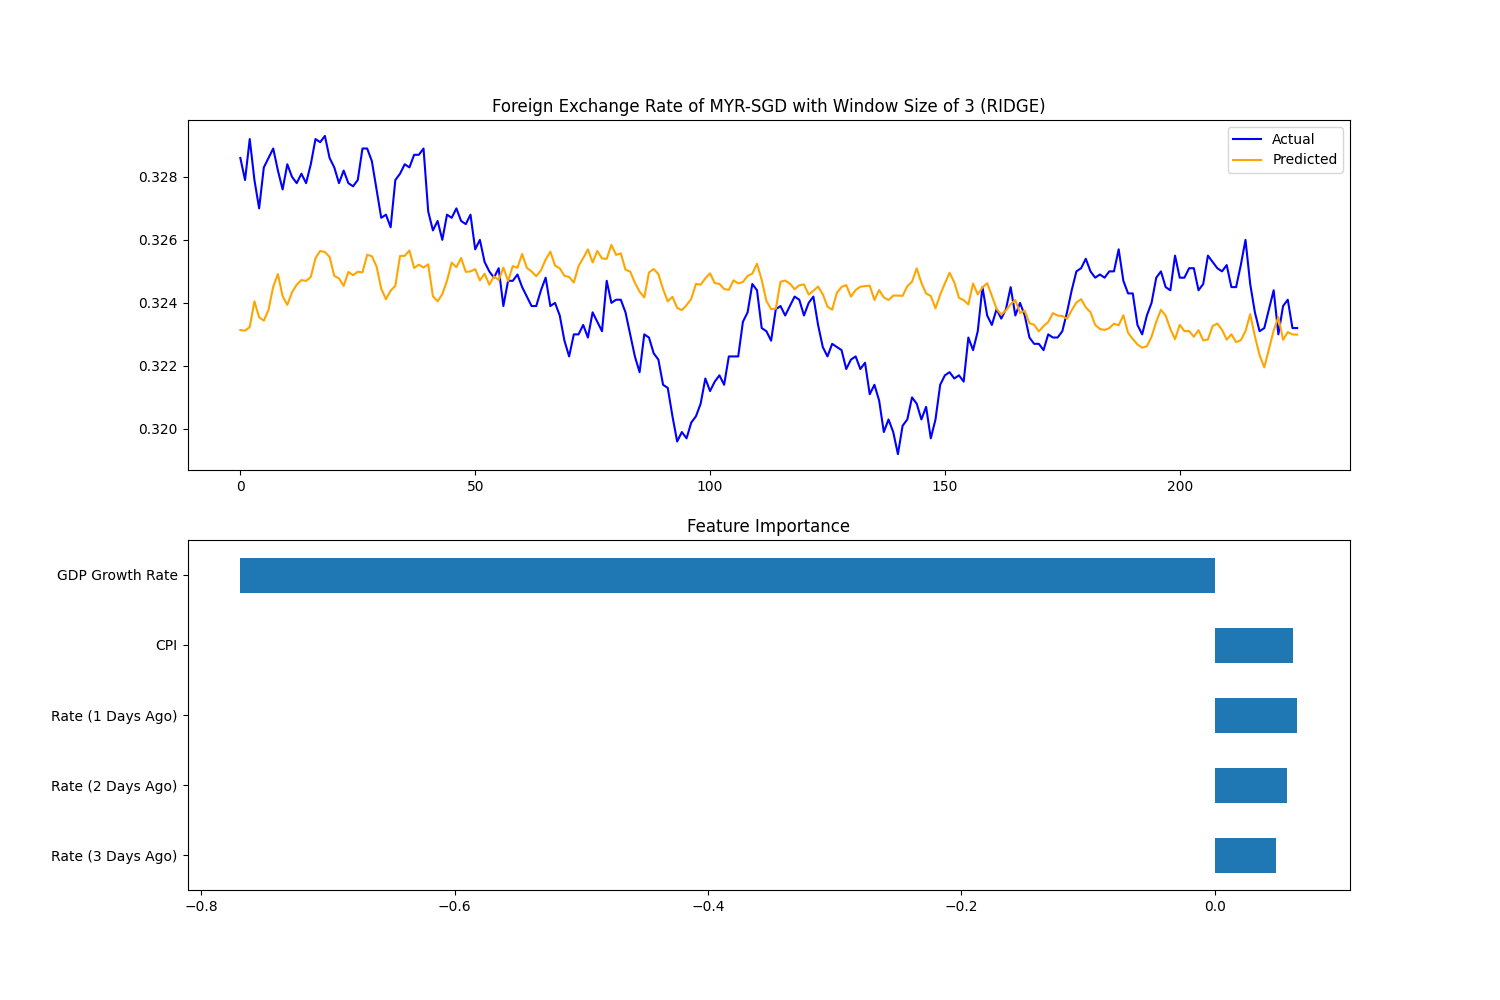 Foreign Exchange Rate of MYR-SGD with Window Size of 3 (RIDGE)
Actual
Predicted
0.328
0.326
0.324
0.322
0.320
0 50 100 150 200
Feature Importance
GDP Growth Rate
CPI
Rate (1 Days Ago)
Rate (2 Days Ago)
Rate (3 Days Ago)
−0.8 −0.6 −0.4 −0.2 0.0